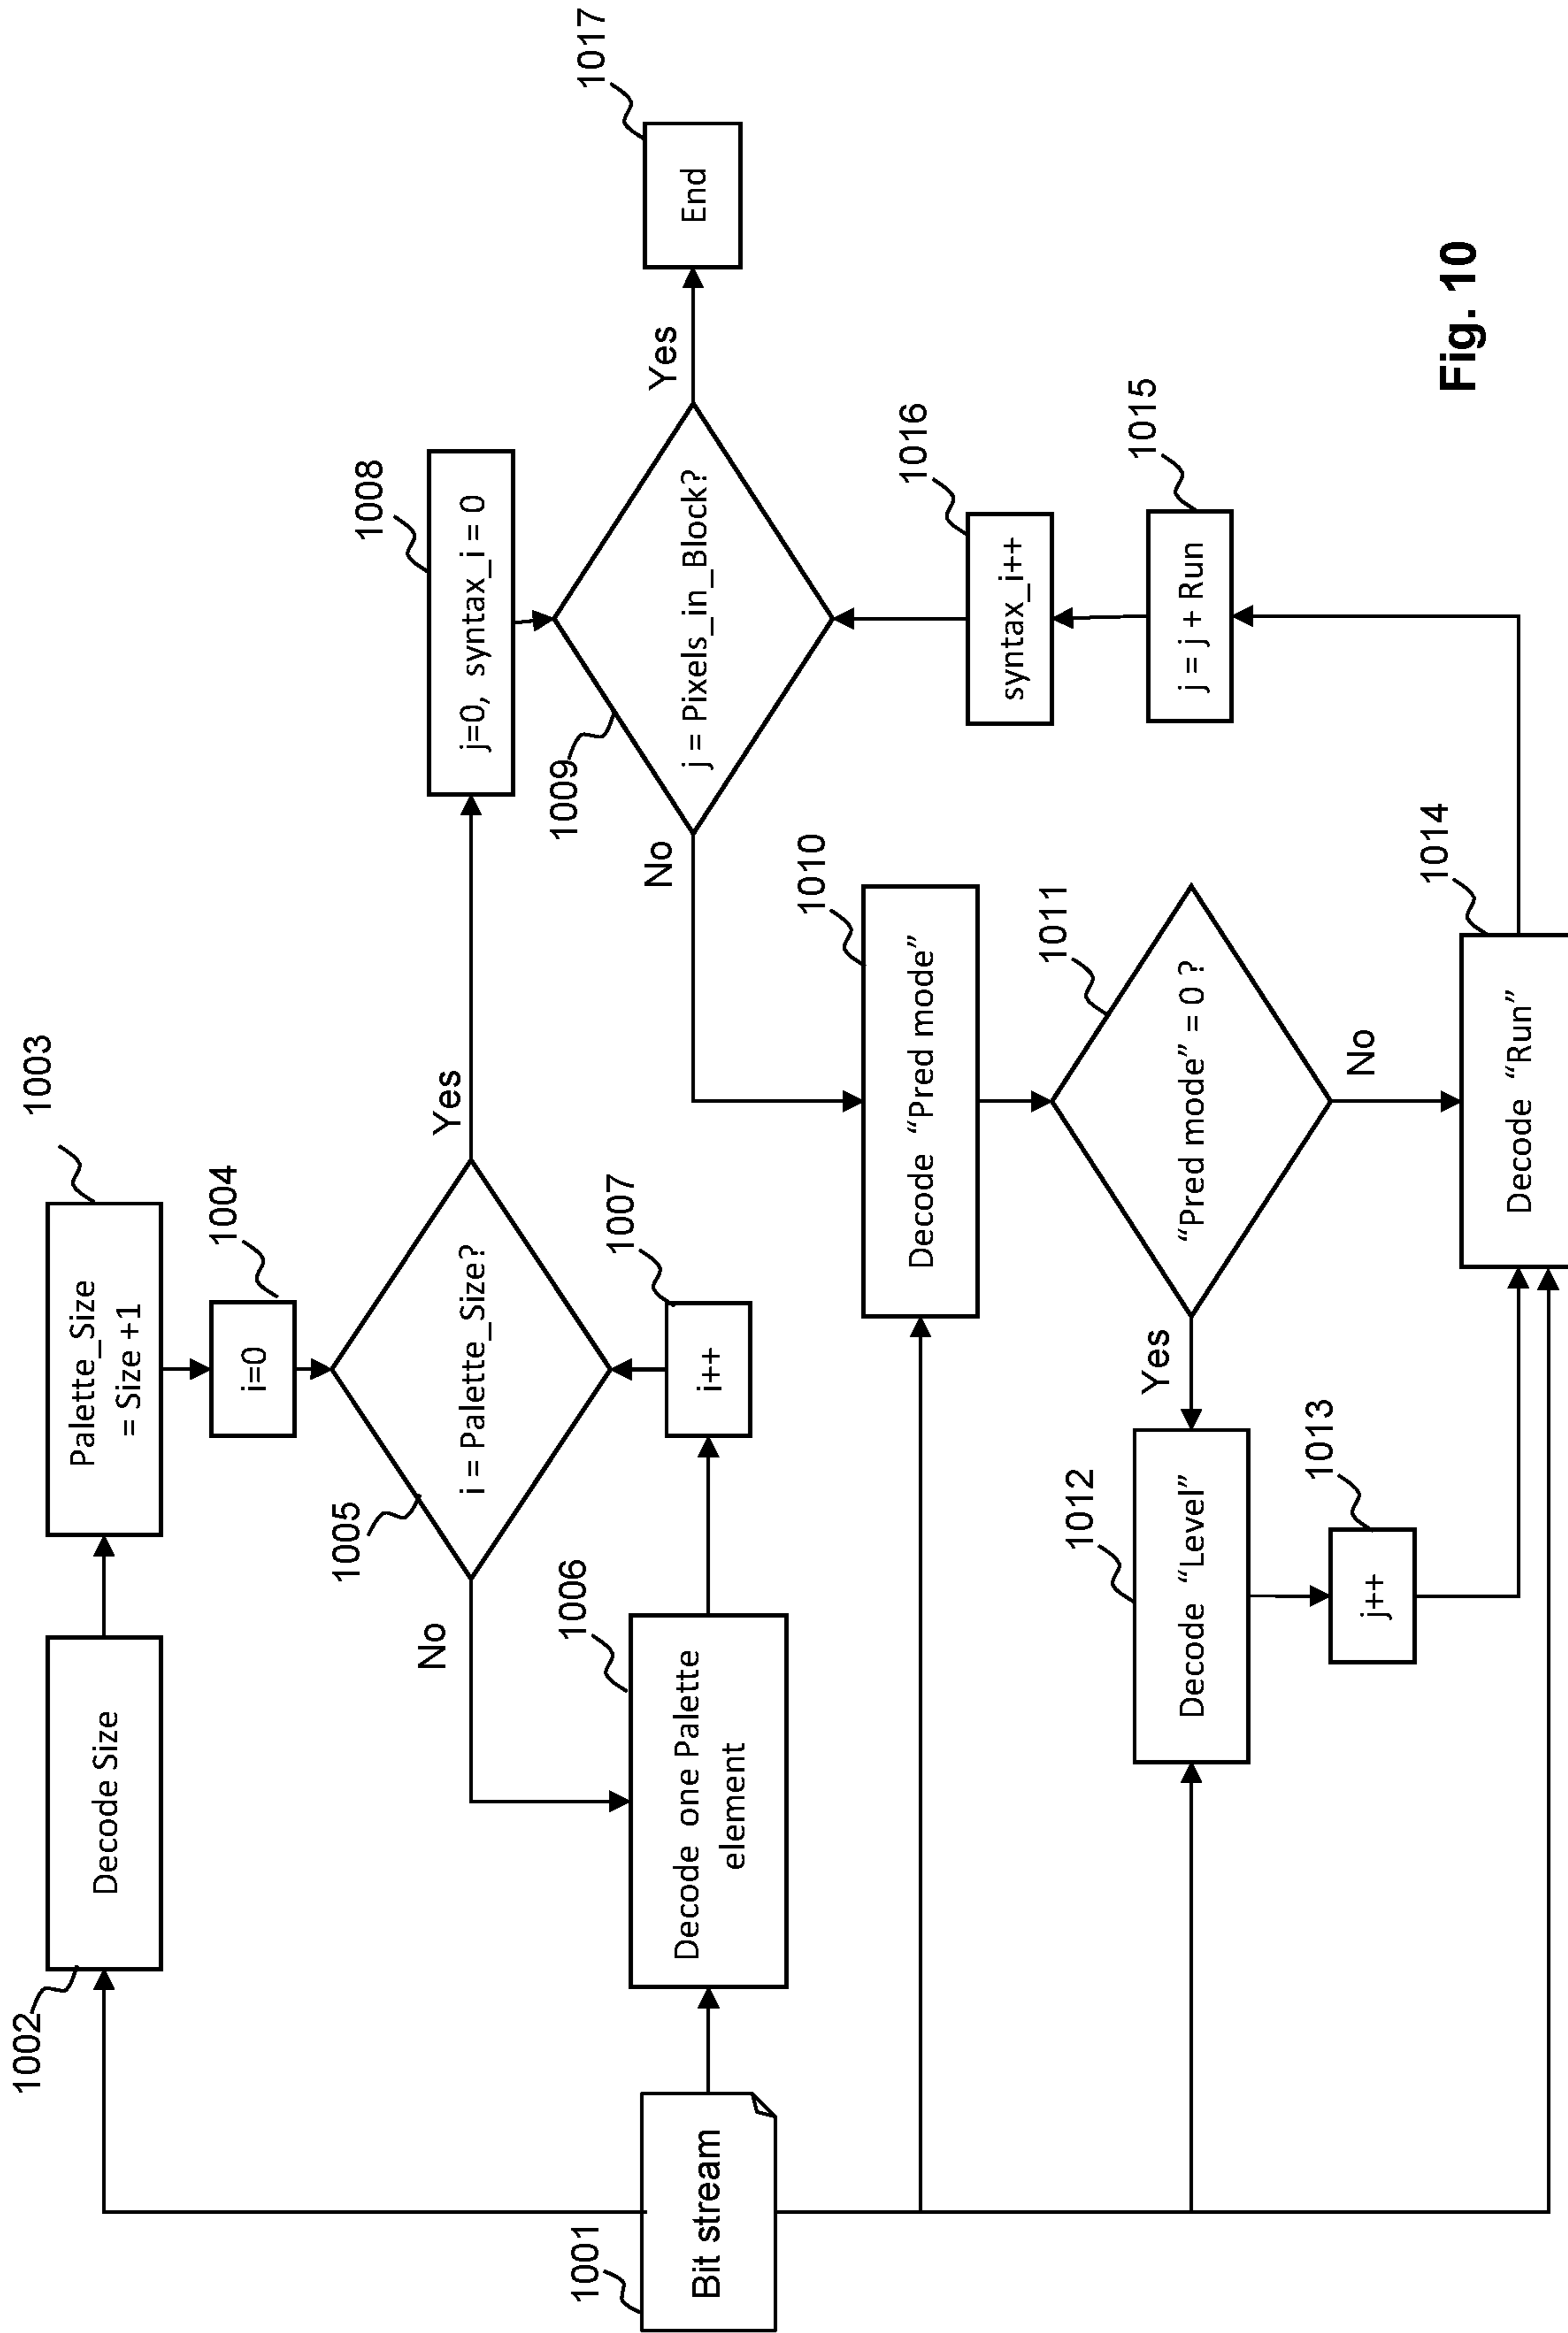 1001
Bit stream
1002
Decode Size
1003
Palette_Size
= Size +1
1004
i=0
1005
i = Palette_Size?
No
Yes
1006
Decode one Palette
element
1007
i++
1008
j=0, syntax_i = 0
1009
j = Pixels_in_Block?
No
Yes
1010
Decode “Pred mode”
1011
“Pred mode” = 0 ?
Yes
No
1012
Decode “Level”
1013
j++
1014
Decode “Run”
1015
j = j + Run
1016
syntax_i++
1017
End
Fig. 10